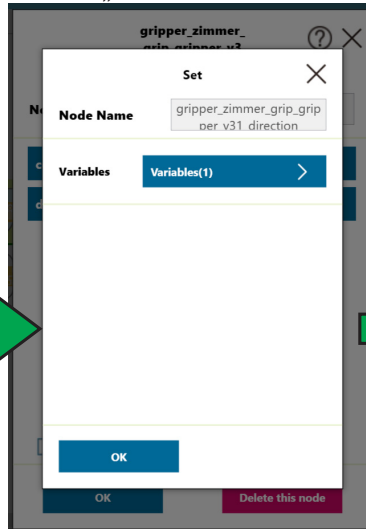 gripper_zimmer_
grip_gripper_v3
Set
Node Name
gripper_zimmer_grip_grip
per_v31_direction
Variables
Variables(1)
OK
OK
Delete this node